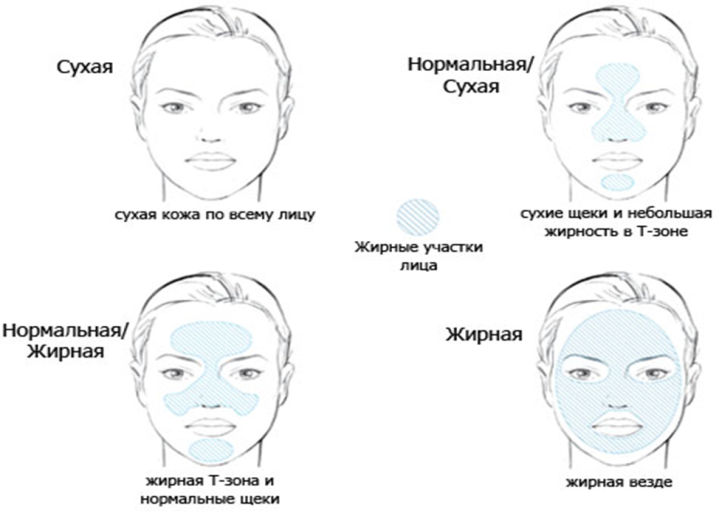 Сухая
сухая кожа по всему лицу
Нормальная/
Сухая
сухие щеки и небольшая
жирность в Т-зоне
Жирные участки
лица
Нормальная/
Жирная
жирная Т-зона и
нормальные щеки
Жирная
жирная везде